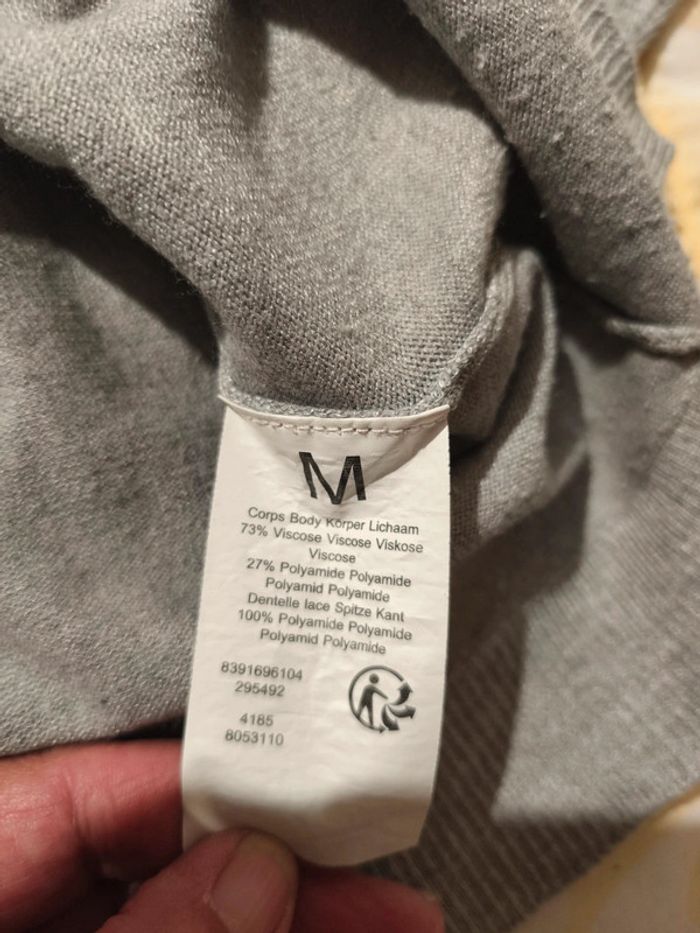 M
Corps Body Körper Lichaam
73% Viscose Viscose Viskose
Viscose
27% Polyamide Polyamide
Polyamid Polyamide
Dentelle lace Spitze Kant
100% Polyamide Polyamide
Polyamid Polyamide
8391696104
295492
4185
8053110